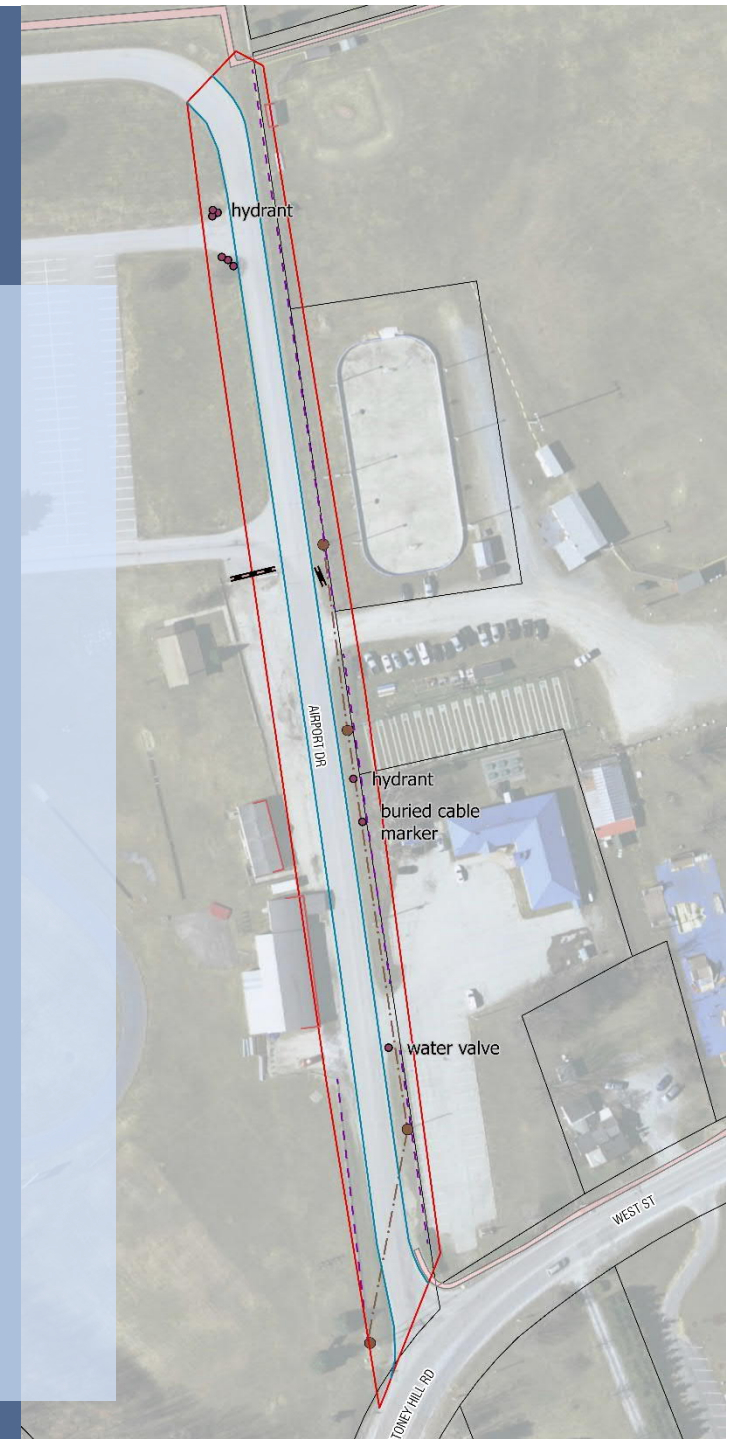 hydrant
AIRPORT DR
hydrant
buried cable
marker
water valve
WEST ST
TONEY HILL RD